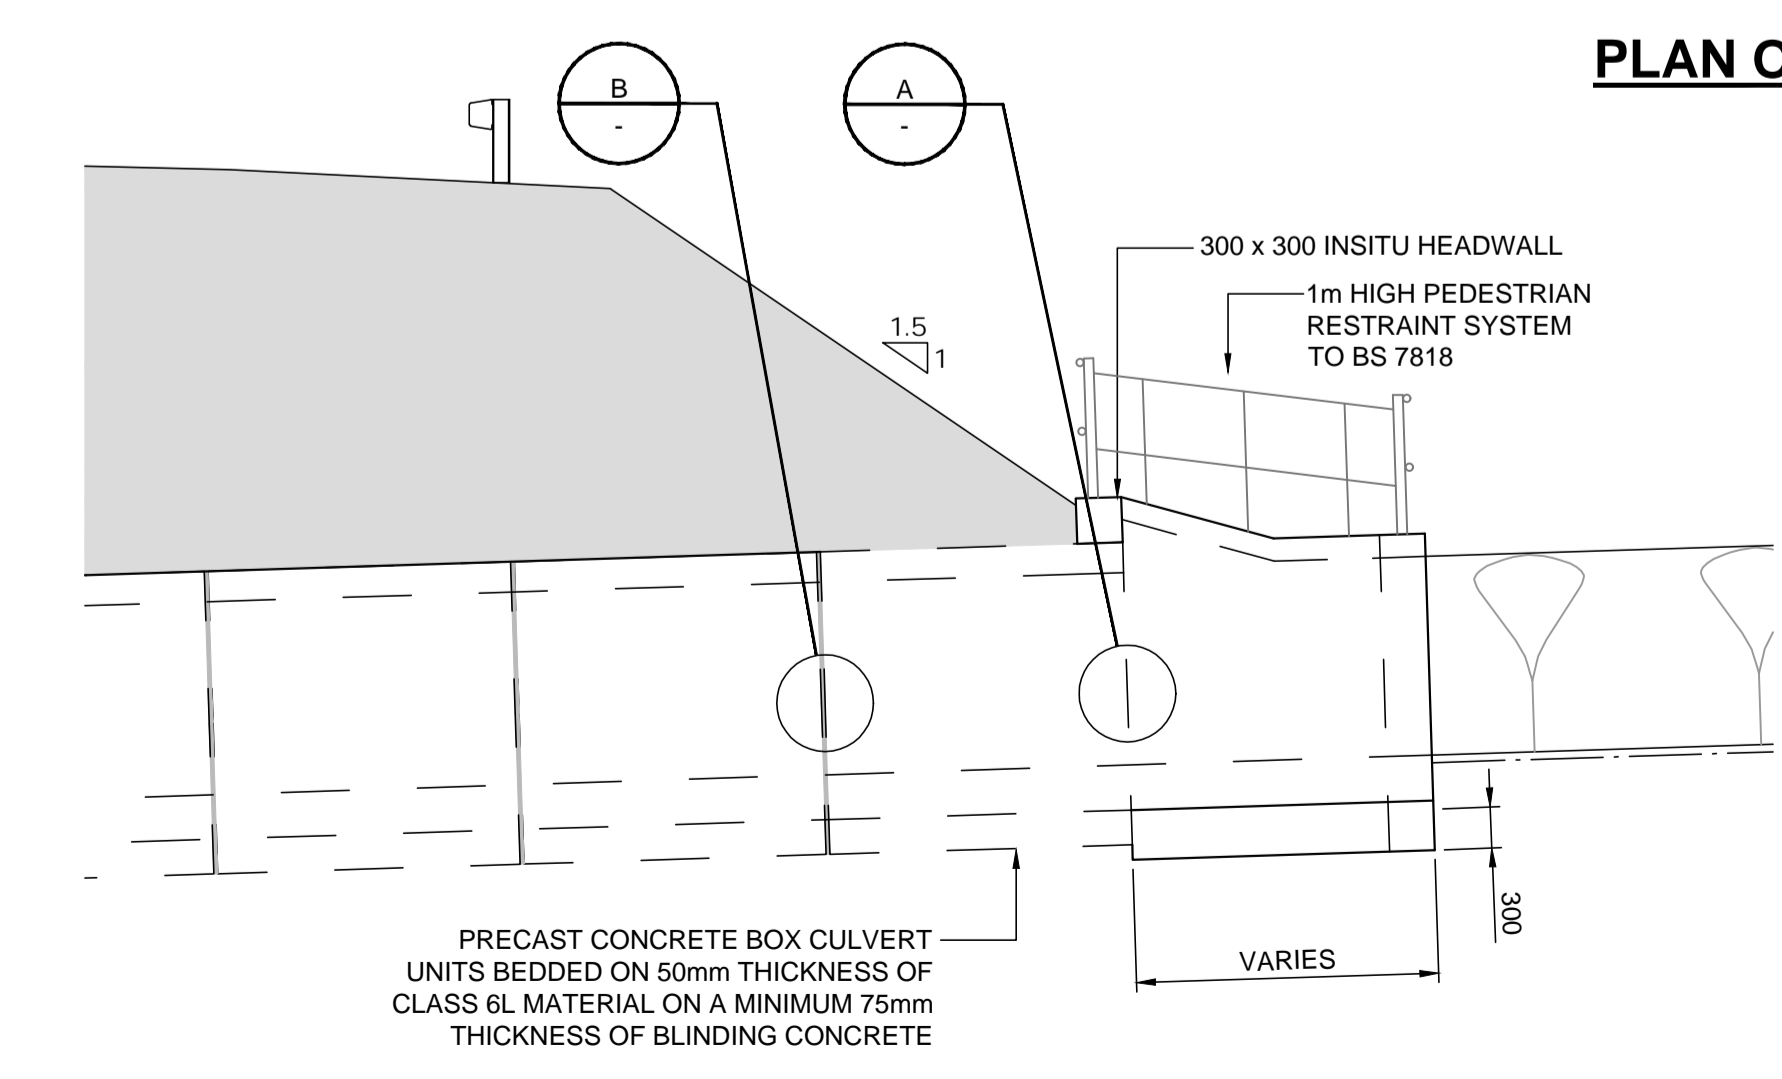 PLAN O
B
-
A
-
300 x 300 INSITU HEADWALL
1m HIGH PEDESTRIAN
RESTRAINT SYSTEM
TO BS 7818
1.5
1
PRECAST CONCRETE BOX CULVERT
UNITS BEDDED ON 50mm THICKNESS OF
CLASS 6L MATERIAL ON A MINIMUM 75mm
THICKNESS OF BLINDING CONCRETE
VARIES
300